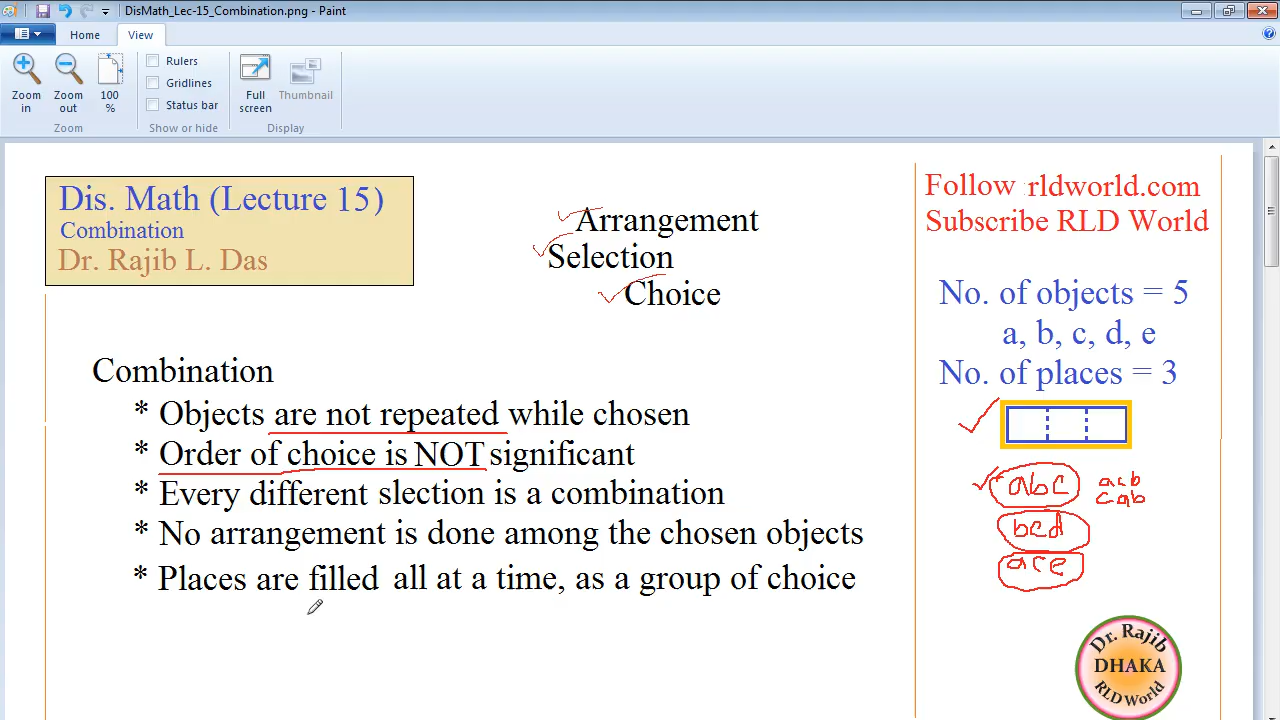 DisMath_Lec-15_Combination.png - Paint
Home
View
Zoom in
Zoom out
100 %
Rulers
Gridlines
Status bar
Full screen
Thumbnail
Zoom
Show or hide
Display
Dis. Math (Lecture 15)
Combination
Dr. Rajib L. Das
Arrangement
Selection
Choice
Combination
* Objects are not repeated while chosen
* Order of choice is NOT significant
* Every different slection is a combination
* No arrangement is done among the chosen objects
* Places are filled all at a time, as a group of choice
Follow rldworld.com
Subscribe RLD World
No. of objects = 5
a, b, c, d, e
No. of places = 3
abc acb
cab
bcd
ace
Dr. Rajib
DHAKA
RLD World